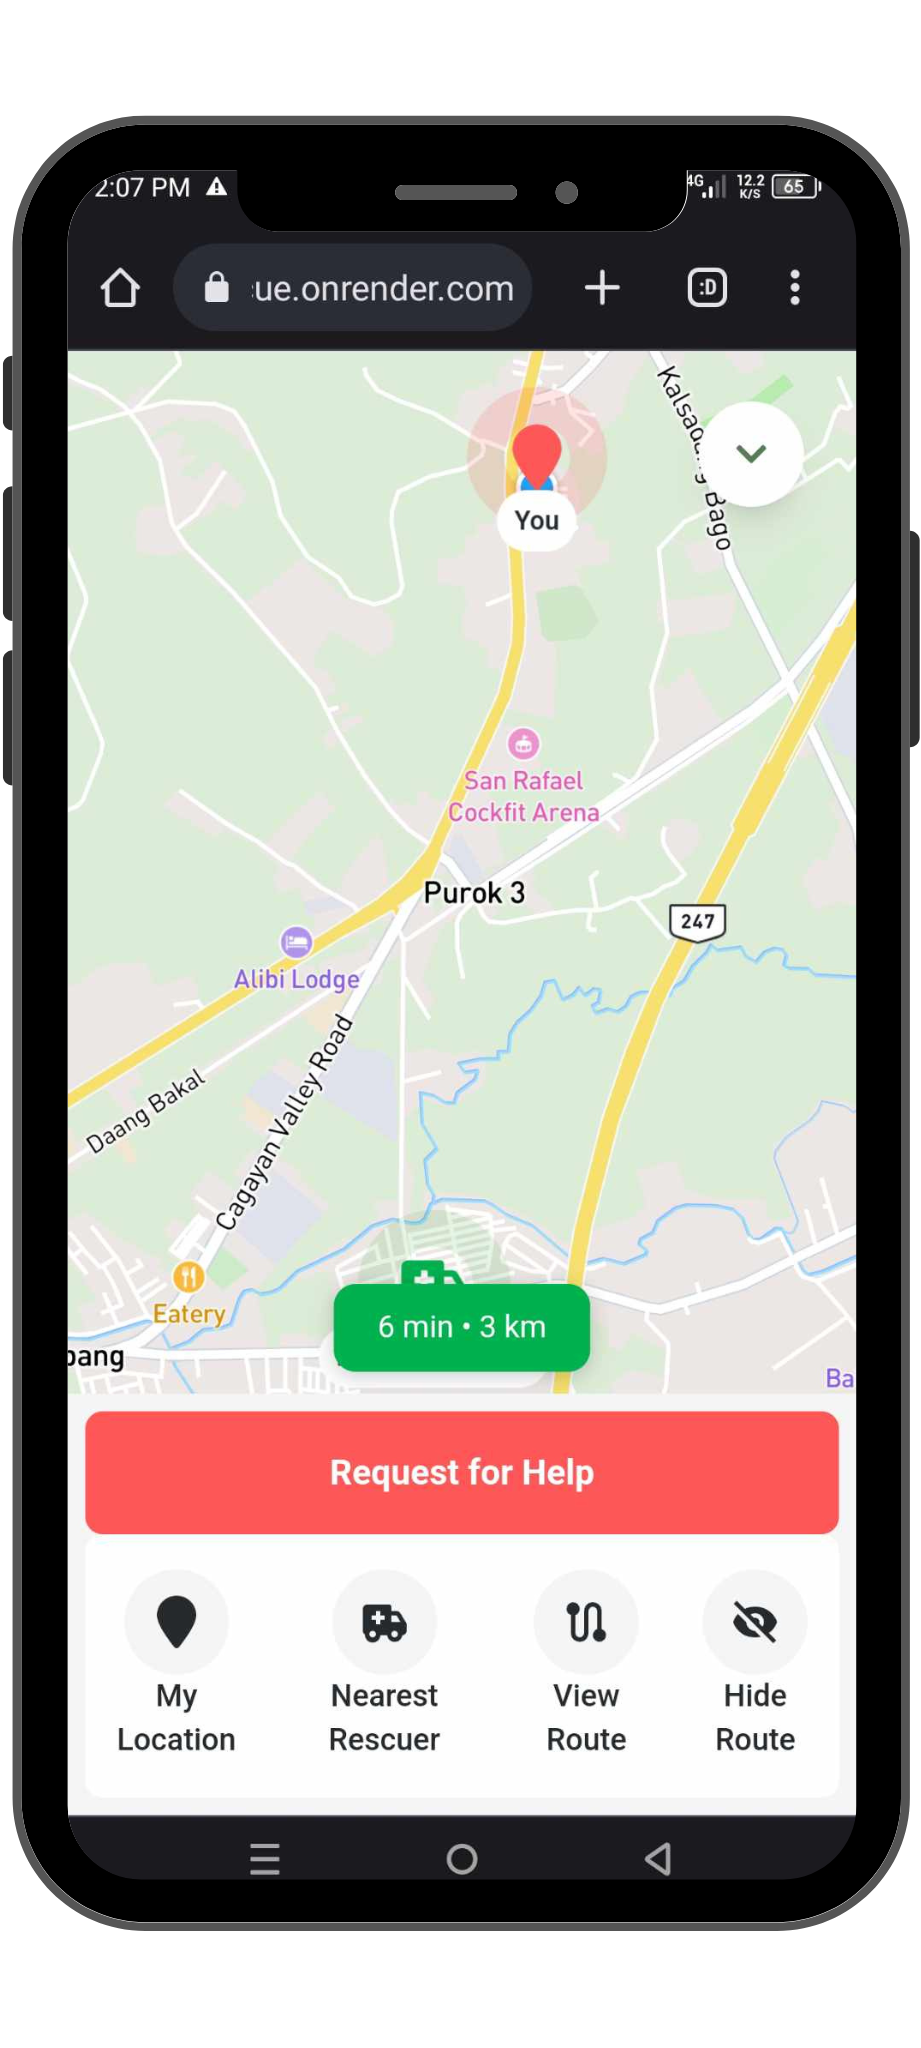 2:07 PM
4G
12.2
K/S
65
:ue.onrender.com
:D
Kalsadang Bago
You
San Rafael
Cockfit Arena
Purok 3
247
Alibi Lodge
Cagayan Valley Road
Daang Bakal
Eatery
pang
6 min • 3 km
Ba
Request for Help
My
Location
Nearest
Rescuer
View
Route
Hide
Route